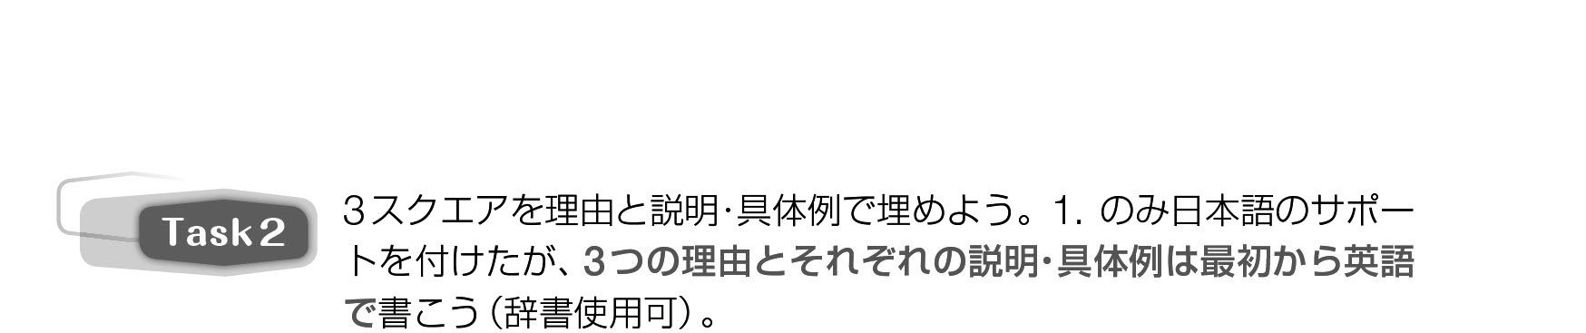 Task 2
3スクエアを理由と説明・具体例で埋めよう。1. のみ日本語のサポー
トを付けたが、3つの理由とそれぞれの説明・具体例は最初から英語
で書こう（辞書使用可）。